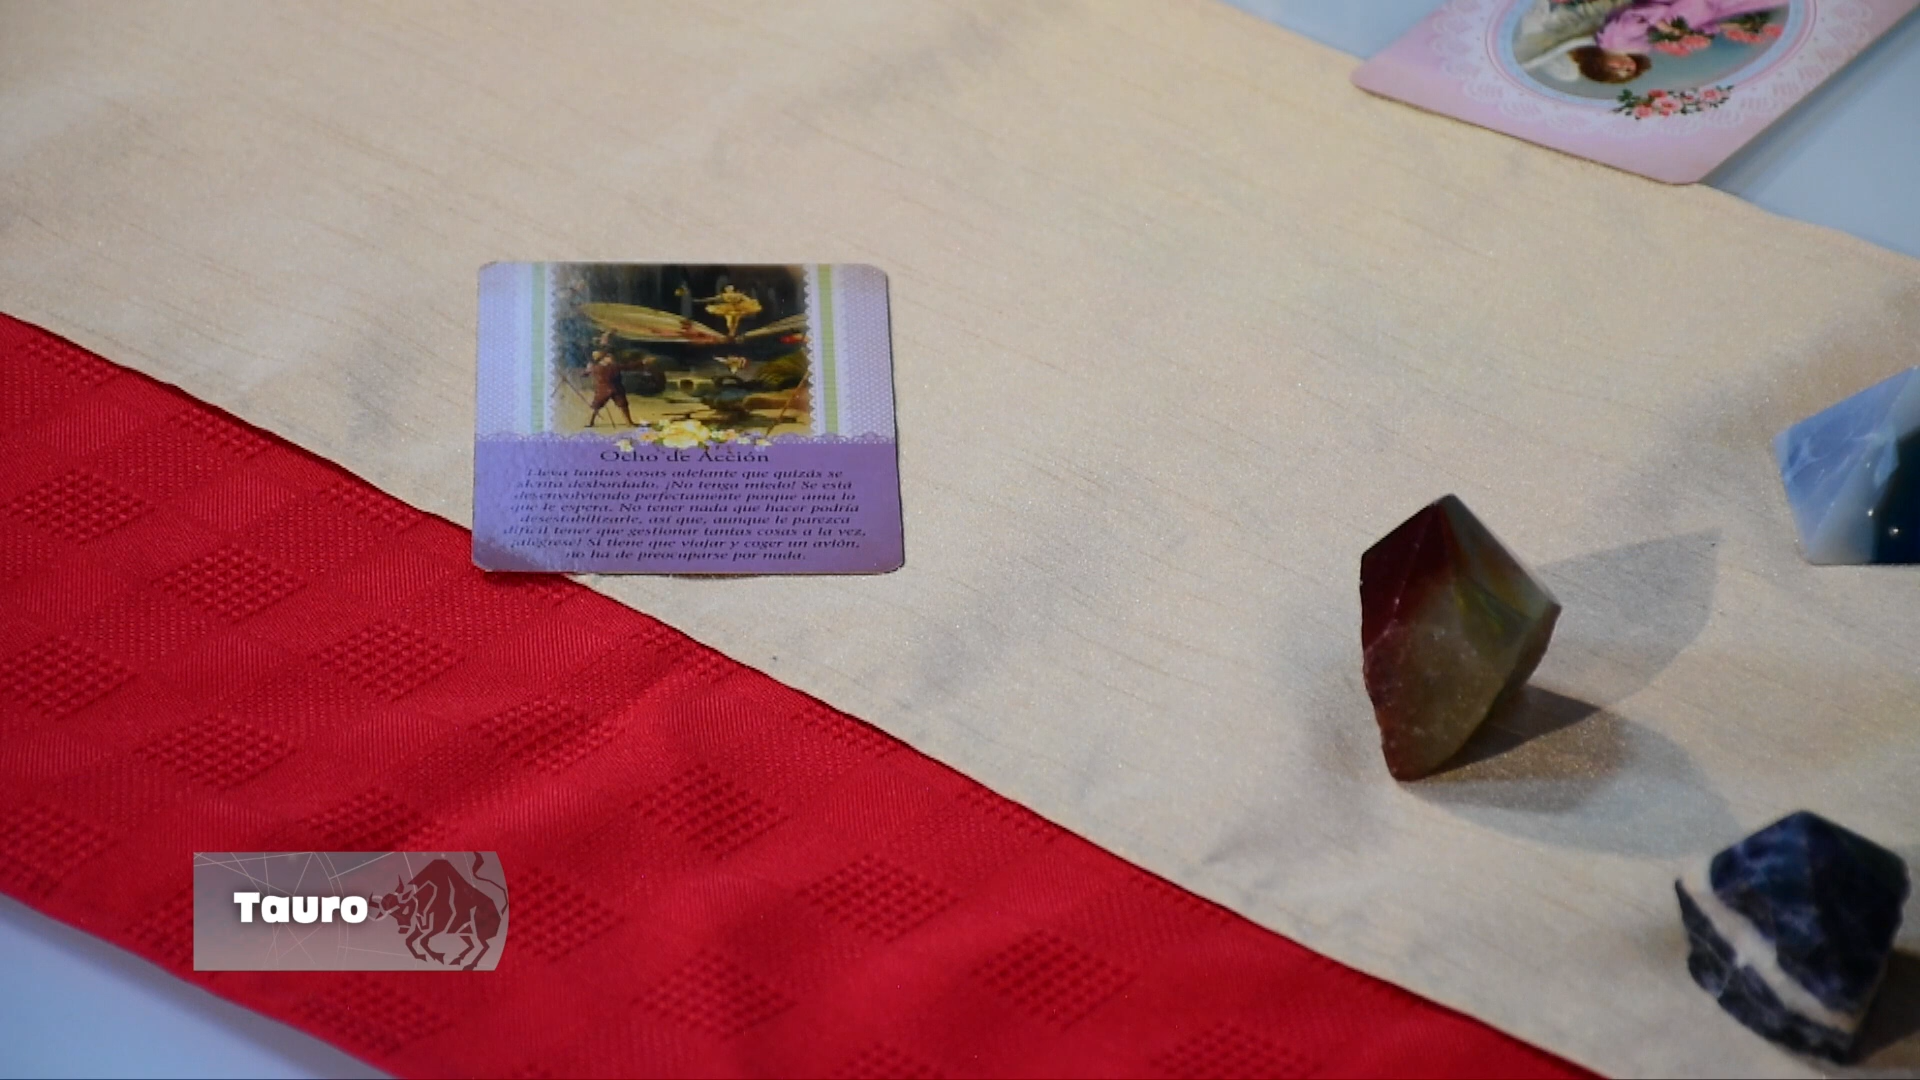 Ocho de Acción
Lleva tantas cosas adelante que quizás se
sienta desbordado. ¡No tenga miedo! Se está
desenvolviendo perfectamente porque ama lo
que le espera. No tener nada que hacer podría
desestabilizarle, así que, aunque le parezca
difícil tener que gestionar tantas cosas a la vez,
¡alégrese! Si tiene que viajar y coger un avión,
no ha de preocuparse por nada.
Tauro